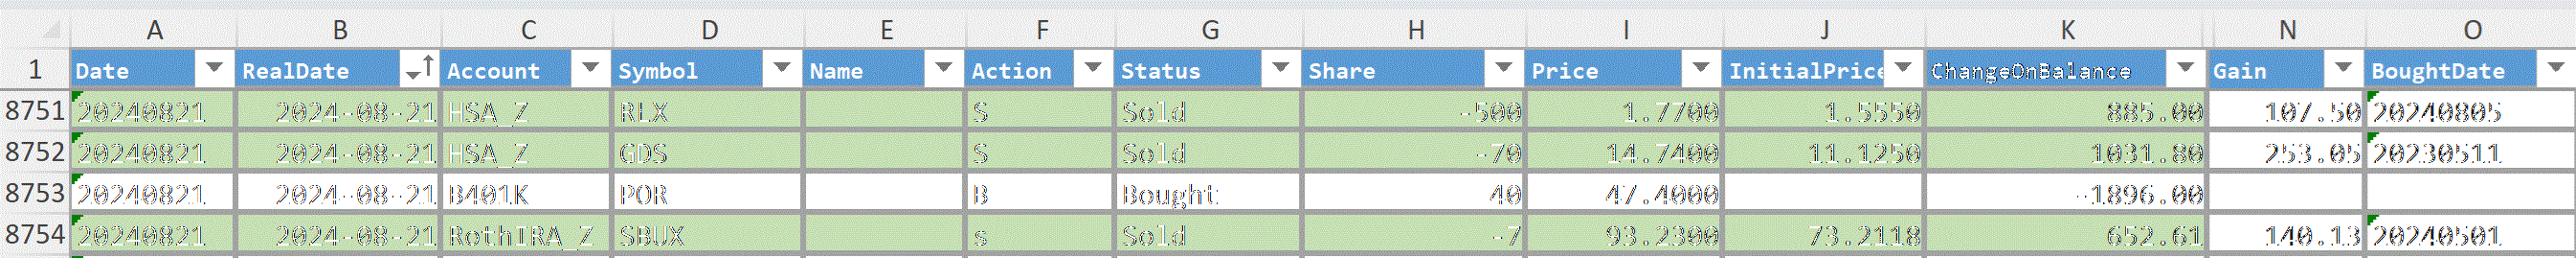 A B C D E F G H I J K N O
1 Date RealDate Account Symbol Name Action Status Share Price InitialPrice ChangeOnBalance Gain BoughtDate
8751 20240821 2024-08-21 HSA_Z RLX S Sold -500 1.7700 1.5550 885.00 107.50 20240805
8752 20240821 2024-08-21 HSA_Z GDS S Sold -70 14.7400 11.1250 1031.80 253.05 20230511
8753 20240821 2024-08-21 B401K POR B Bought 40 47.4000 -1896.00
8754 20240821 2024-08-21 RothIRA_Z SBUX s Sold -7 93.2300 73.2118 652.61 140.13 20240501